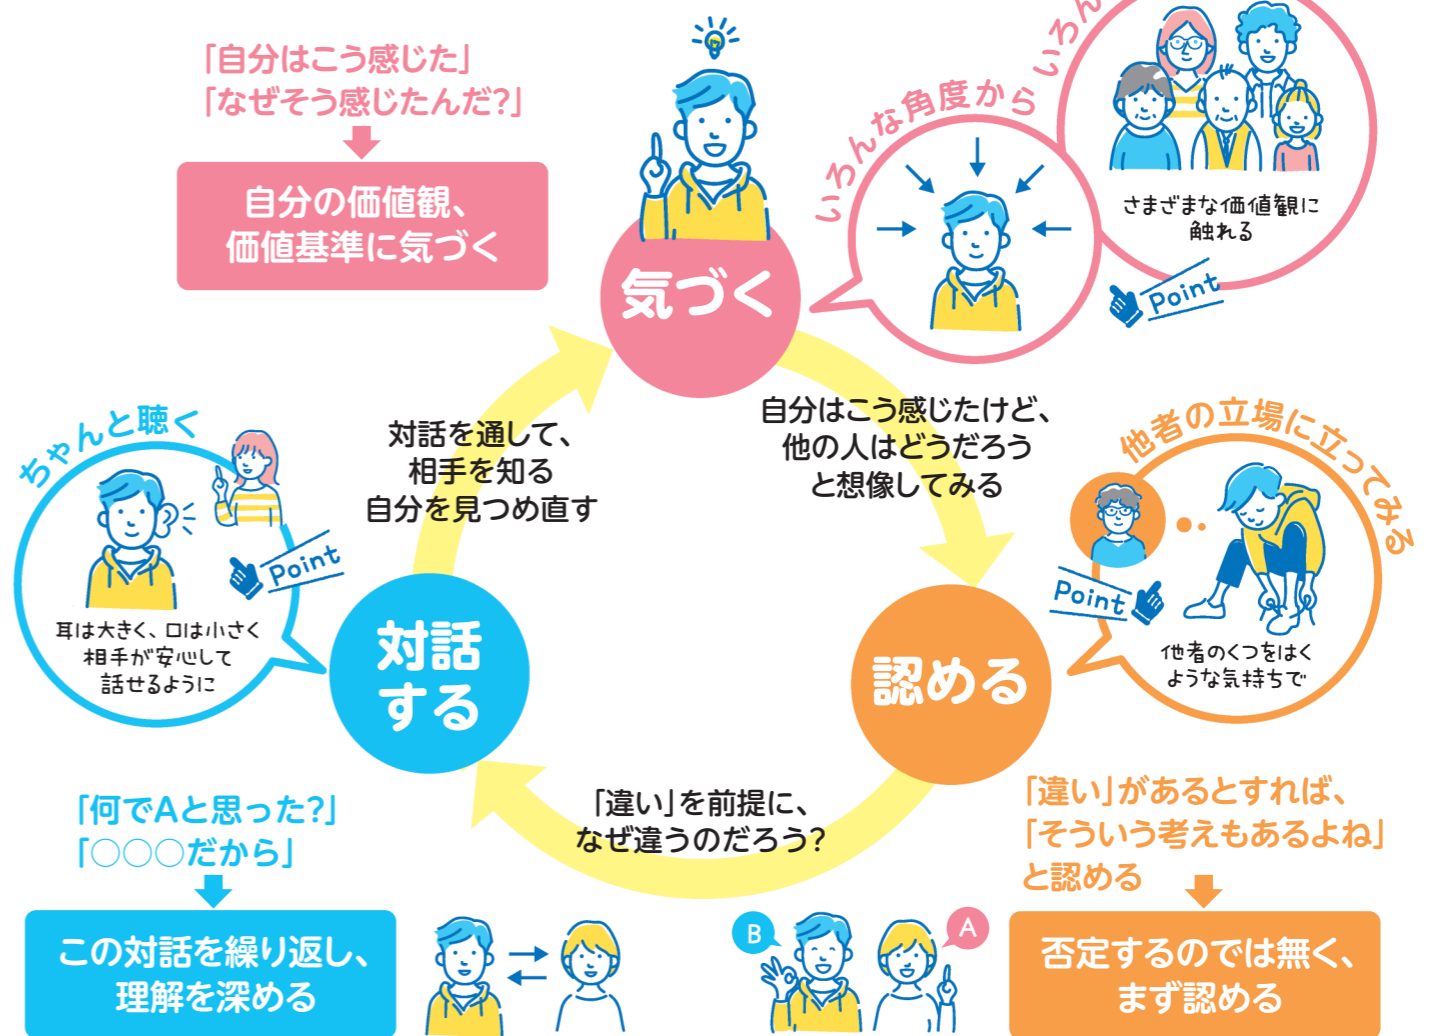 「自分はこう感じた」
「なぜそう感じたんだ?」
自分の価値観、
価値基準に気づく
気づく
いろんな角度から
いろん
さまざまな価値観に
触れる
Point
対話を通して、
相手を知る
自分を見つめ直す
自分はこう感じたけど、
他の人はどうだろう
と想像してみる
ちゃんと聴く
Point
耳は大きく、口は小さく
相手が安心して
話せるように
対話
する
認める
他者の立場に立ってみる
Point
他者のくつをはく
ような気持ちで
「違い」を前提に、
なぜ違うのだろう?
「何でAと思った?」
「○○○だから」
この対話を繰り返し、
理解を深める
B
A
「違い」があるとすれば、
「そういう考えもあるよね」
と認める
否定するのでは無く、
まず認める